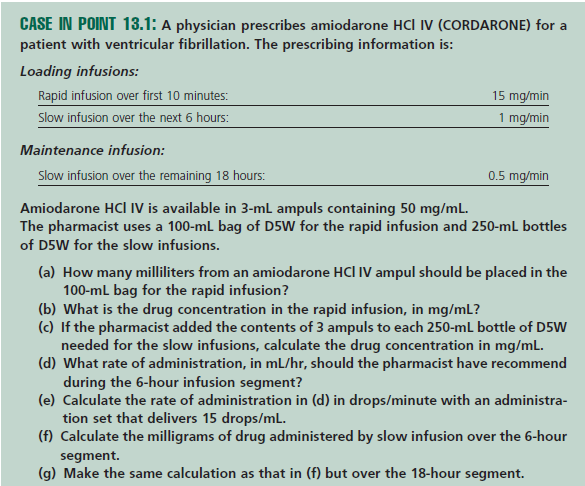 CASE IN POINT 13.1: A physician prescribes amiodarone HCl IV (CORDARONE) for a
patient with ventricular fibrillation. The prescribing information is:
Loading infusions:
Rapid infusion over first 10 minutes: 15 mg/min
Slow infusion over the next 6 hours: 1 mg/min
Maintenance infusion:
Slow infusion over the remaining 18 hours: 0.5 mg/min
Amiodarone HCl IV is available in 3-mL ampuls containing 50 mg/mL.
The pharmacist uses a 100-mL bag of D5W for the rapid infusion and 250-mL bottles
of D5W for the slow infusions.
(a) How many milliliters from an amiodarone HCl IV ampul should be placed in the
100-mL bag for the rapid infusion?
(b) What is the drug concentration in the rapid infusion, in mg/mL?
(c) If the pharmacist added the contents of 3 ampuls to each 250-mL bottle of D5W
needed for the slow infusions, calculate the drug concentration in mg/mL.
(d) What rate of administration, in mL/hr, should the pharmacist have recommend
during the 6-hour infusion segment?
(e) Calculate the rate of administration in (d) in drops/minute with an administra-
tion set that delivers 15 drops/mL.
(f) Calculate the milligrams of drug administered by slow infusion over the 6-hour
segment.
(g) Make the same calculation as that in (f) but over the 18-hour segment.